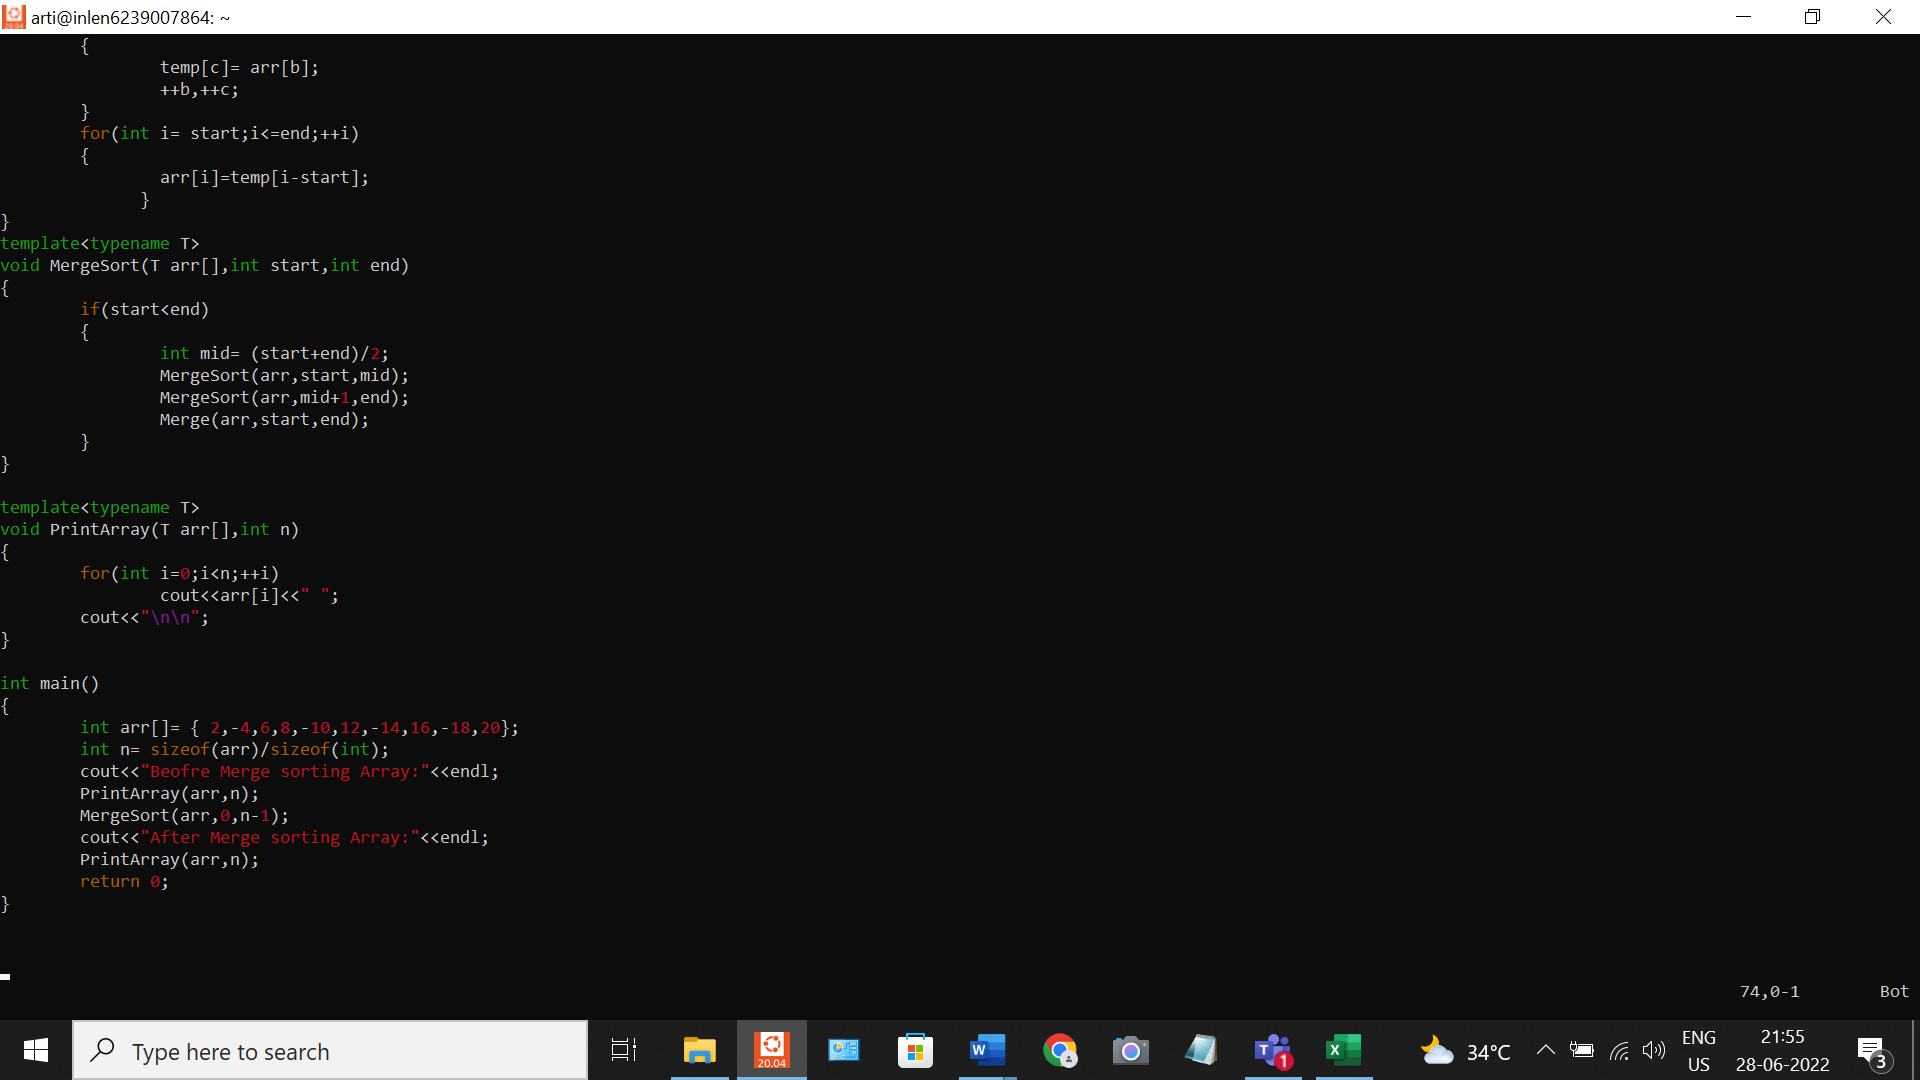 arti@inlen6239007864: ~
        {
                temp[c]= arr[b];
                ++b,++c;
        }
        for(int i= start;i<=end;++i)
        {
                arr[i]=temp[i-start];
              }
}
template<typename T>
void MergeSort(T arr[],int start,int end)
{
        if(start<end)
        {
                int mid= (start+end)/2;
                MergeSort(arr,start,mid);
                MergeSort(arr,mid+1,end);
                Merge(arr,start,end);
        }
}
template<typename T>
void PrintArray(T arr[],int n)
{
        for(int i=0;i<n;++i)
                cout<<arr[i]<<" ";
        cout<<"\n\n";
}
int main()
{
        int arr[]= { 2,-4,6,8,-10,12,-14,16,-18,20};
        int n= sizeof(arr)/sizeof(int);
        cout<<"Beofre Merge sorting Array:"<<endl;
        PrintArray(arr,n);
        MergeSort(arr,0,n-1);
        cout<<"After Merge sorting Array:"<<endl;
        PrintArray(arr,n);
        return 0;
}
74,0-1 Bot
Type here to search
20.04
W
T
1
X
34°C
ENG
US
21:55
28-06-2022
3